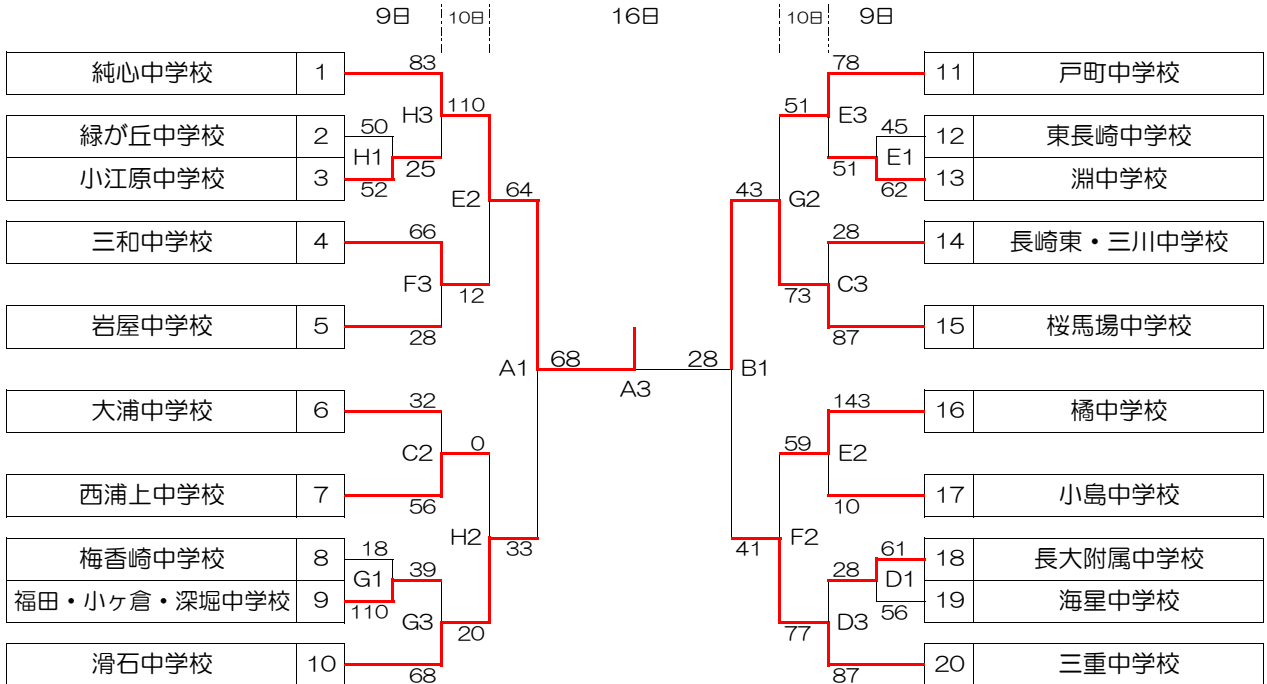 9日 10日 16日 10日 9日
純心中学校 1 83 78 11 戸町中学校
H3 110 51 E3
緑が丘中学校 2 50 45 12 東長崎中学校
H1 E1
小江原中学校 3 52 25 51 62 13 淵中学校
E2 64 43 G2
三和中学校 4 66 28 14 長崎東・三川中学校
F3 12 73 C3
岩屋中学校 5 28 87 15 桜馬場中学校
A1 68 A3 28 B1
大浦中学校 6 32 143 16 橘中学校
C2 0 59 E2
西浦上中学校 7 56 10 17 小島中学校
H2 33 41 F2
梅香崎中学校 8 18 61 18 長大附属中学校
G1 39 28 D1
福田・小ヶ倉・深堀中学校 9 110 56 19 海星中学校
G3 20 77 D3
滑石中学校 10 68 87 20 三重中学校